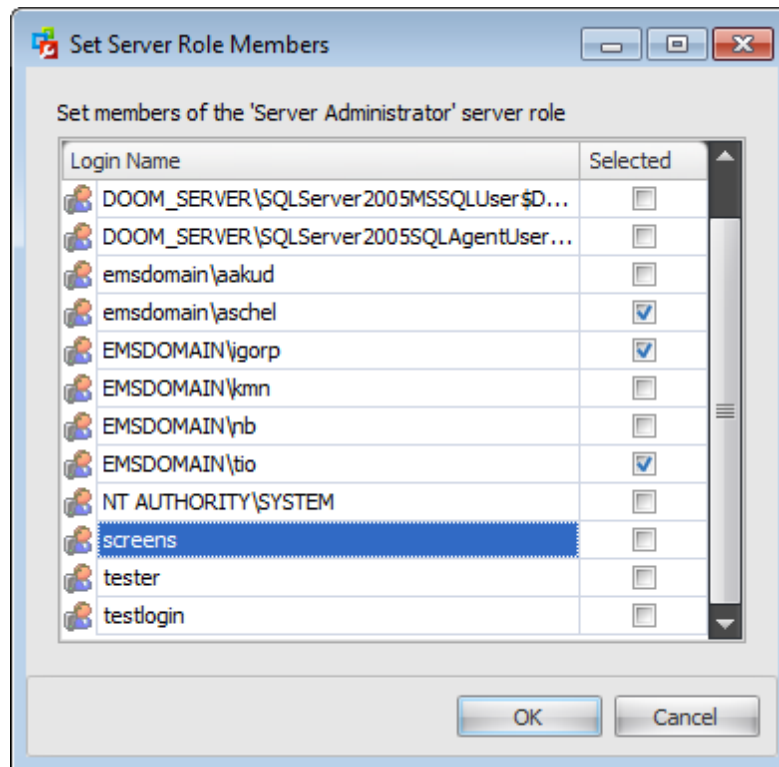 Set Server Role Members
Set members of the 'Server Administrator' server role
Login Name Selected
DOOM_SERVER\SQLServer2005MSSQLUser$D...
DOOM_SERVER\SQLServer2005SQLAgentUser...
emsdomain\aakud
emsdomain\aschel
EMSDOMAIN\igorp
EMSDOMAIN\kmn
EMSDOMAIN\nb
EMSDOMAIN\tio
NT AUTHORITY\SYSTEM
screens
tester
testlogin
OK Cancel